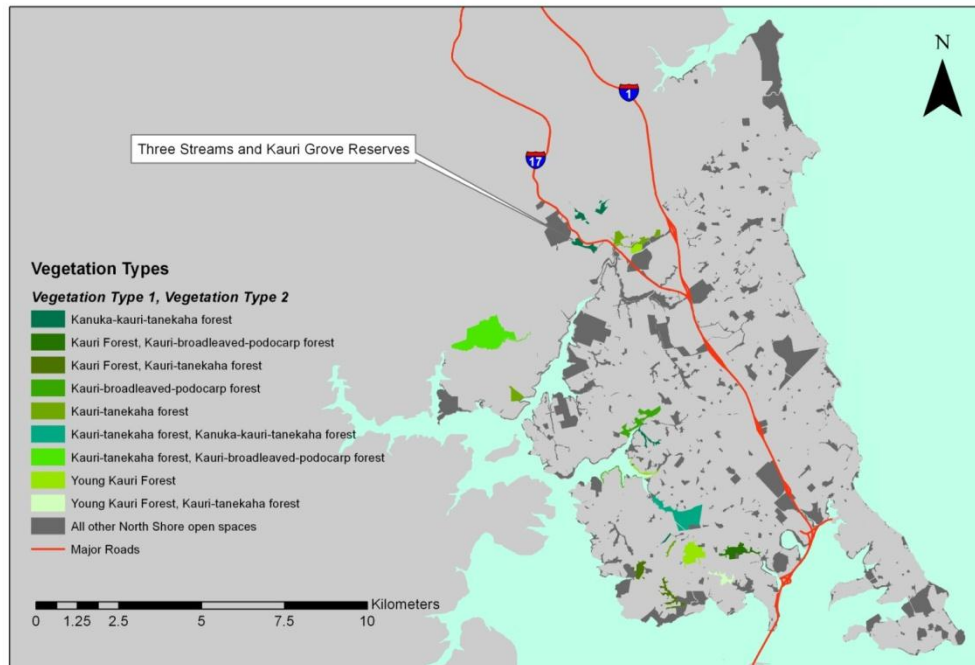 N
1
Three Streams and Kauri Grove Reserves
17
Vegetation Types
Vegetation Type 1, Vegetation Type 2
Kanuka-kauri-tanekaha forest
Kauri Forest, Kauri-broadleaved-podocarp forest
Kauri Forest, Kauri-tanekaha forest
Kauri-broadleaved-podocarp forest
Kauri-tanekaha forest
Kauri-tanekaha forest, Kanuka-kauri-tanekaha forest
Kauri-tanekaha forest, Kauri-broadleaved-podocarp forest
Young Kauri Forest
Young Kauri Forest, Kauri-tanekaha forest
All other North Shore open spaces
Major Roads
Kilometers
0 1.25 2.5 5 7.5 10